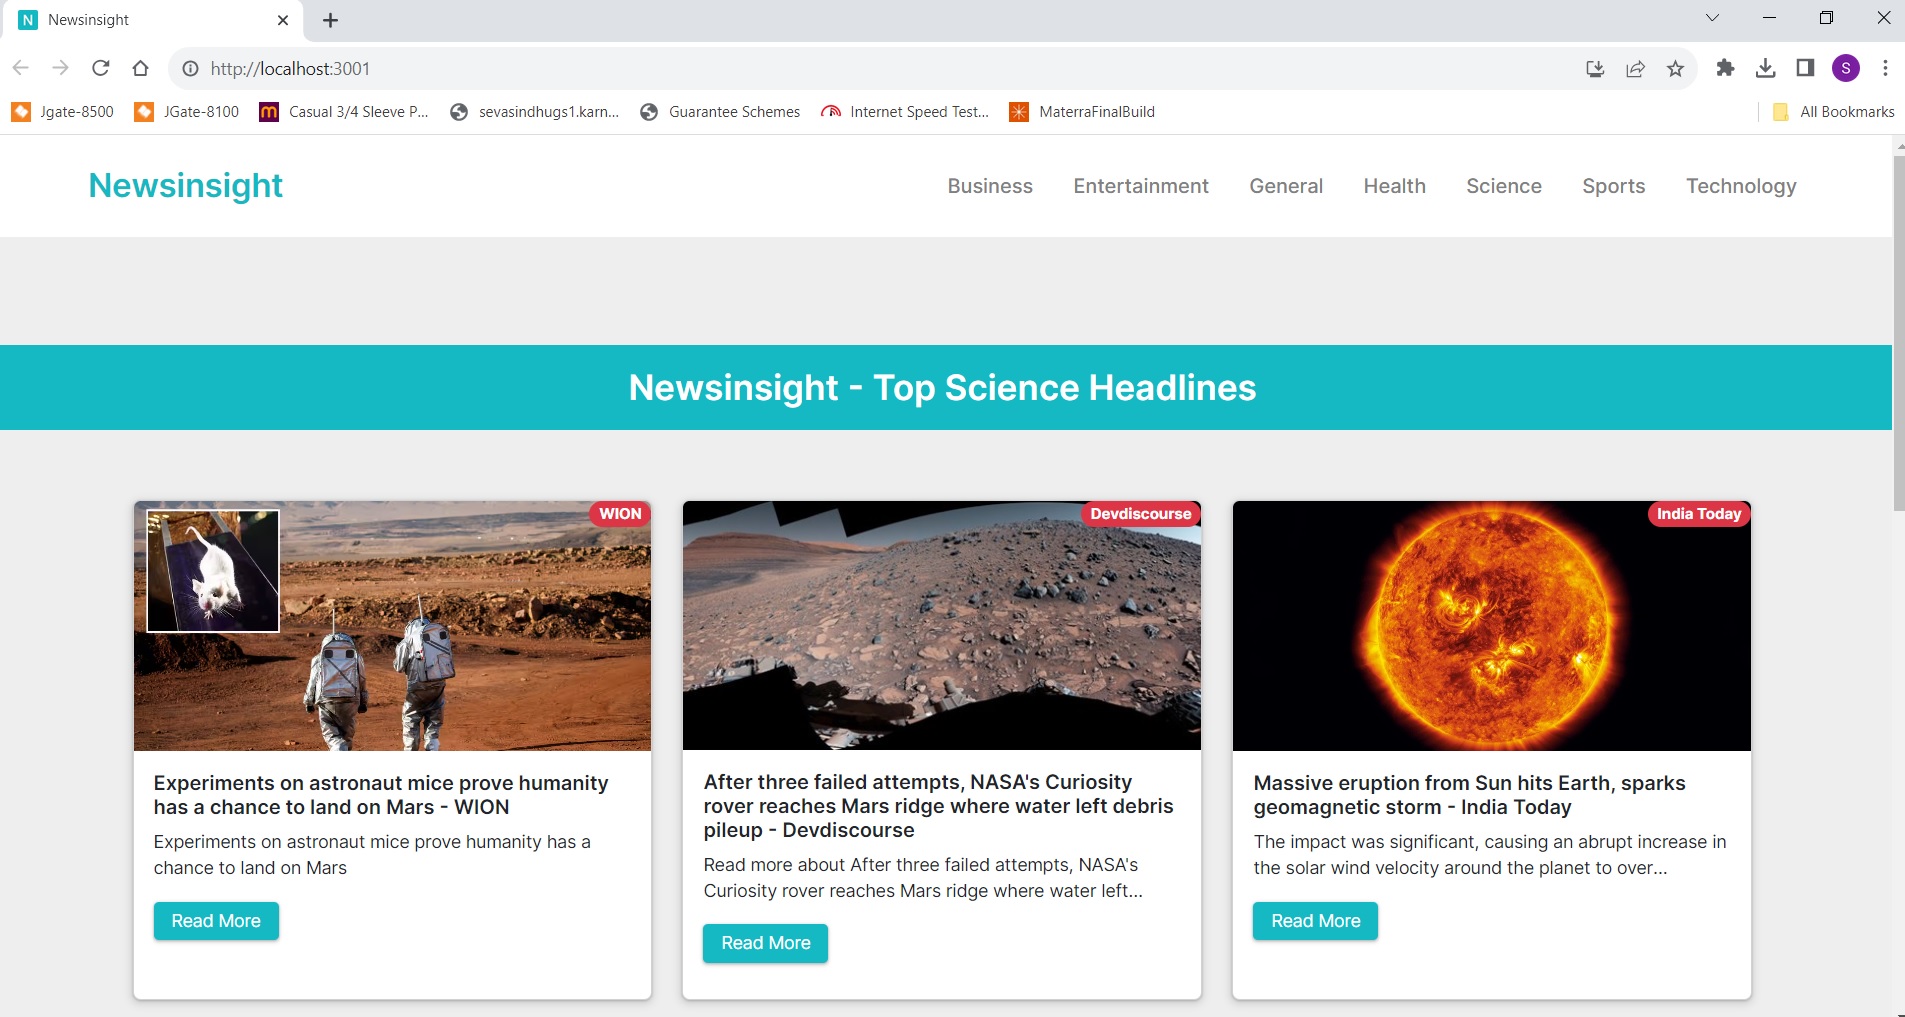 N Newsinsight
http://localhost:3001
S
Jgate-8500 JGate-8100 m Casual 3/4 Sleeve P... sevasindhugs1.karn... Guarantee Schemes Internet Speed Test... MaterraFinalBuild All Bookmarks
Newsinsight Business Entertainment General Health Science Sports Technology
Newsinsight - Top Science Headlines
WION
Experiments on astronaut mice prove humanity
has a chance to land on Mars - WION
Experiments on astronaut mice prove humanity has a
chance to land on Mars
Read More
Devdiscourse
After three failed attempts, NASA's Curiosity
rover reaches Mars ridge where water left debris
pileup - Devdiscourse
Read more about After three failed attempts, NASA's
Curiosity rover reaches Mars ridge where water left...
Read More
India Today
Massive eruption from Sun hits Earth, sparks
geomagnetic storm - India Today
The impact was significant, causing an abrupt increase in
the solar wind velocity around the planet to over...
Read More